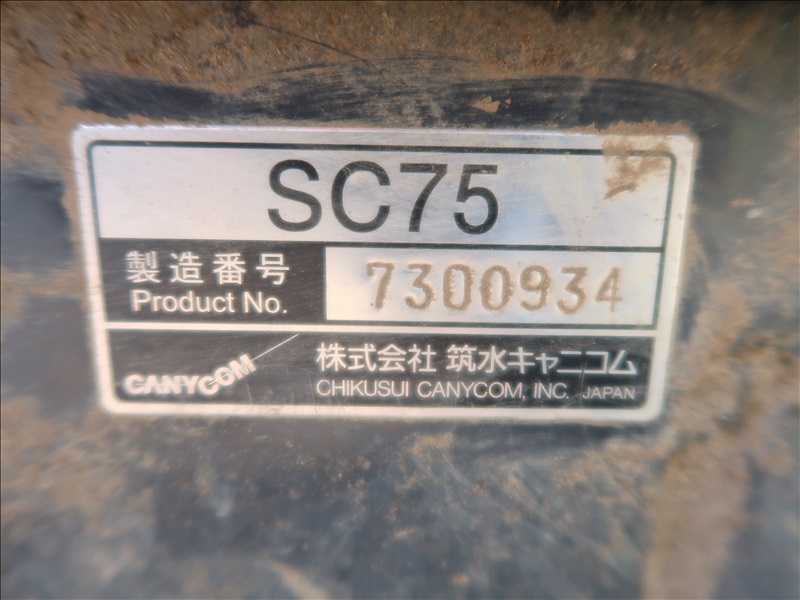 SC75
製造番号
Product No.
7300934
CANYCOM
株式会社 筑水キャニコム
CHIKUSUI CANYCOM, INC. JAPAN